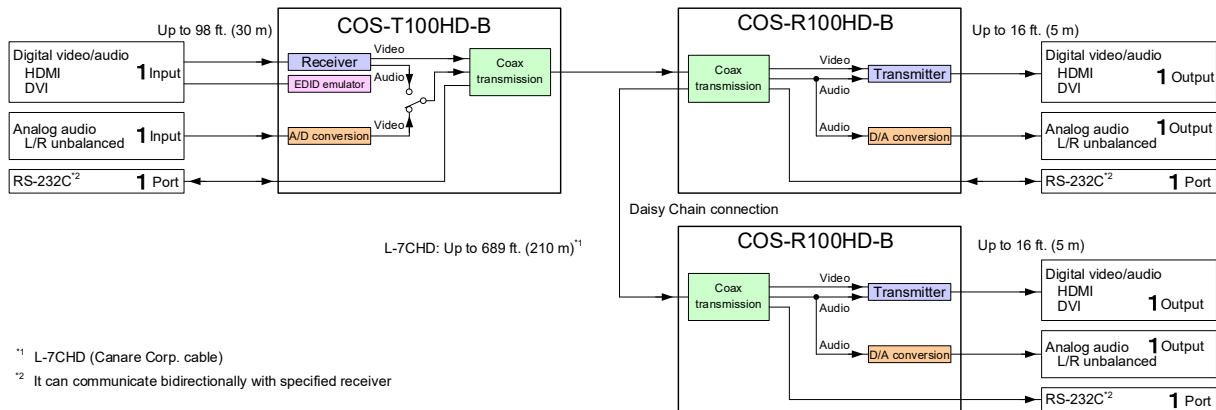 COS-T100HD-B
Up to 98 ft. (30 m)
Digital video/audio
HDMI
DVI
1 Input
Analog audio
L/R unbalanced
1 Input
RS-232C*2
1 Port
Receiver
EDID emulator
A/D conversion
Video
Audio
Video
Coax
transmission
L-7CHD: Up to 689 ft. (210 m)*1
COS-R100HD-B
Up to 16 ft. (5 m)
Coax
transmission
Video
Audio
Audio
Transmitter
D/A conversion
Digital video/audio
HDMI
DVI
1 Output
Analog audio
L/R unbalanced
1 Output
RS-232C*2
1 Port
Daisy Chain connection
COS-R100HD-B
Up to 16 ft. (5 m)
Coax
transmission
Video
Audio
Audio
Transmitter
D/A conversion
Digital video/audio
HDMI
DVI
1 Output
Analog audio
L/R unbalanced
1 Output
RS-232C*2
1 Port
*1 L-7CHD (Canare Corp. cable)
*2 It can communicate bidirectionally with specified receiver